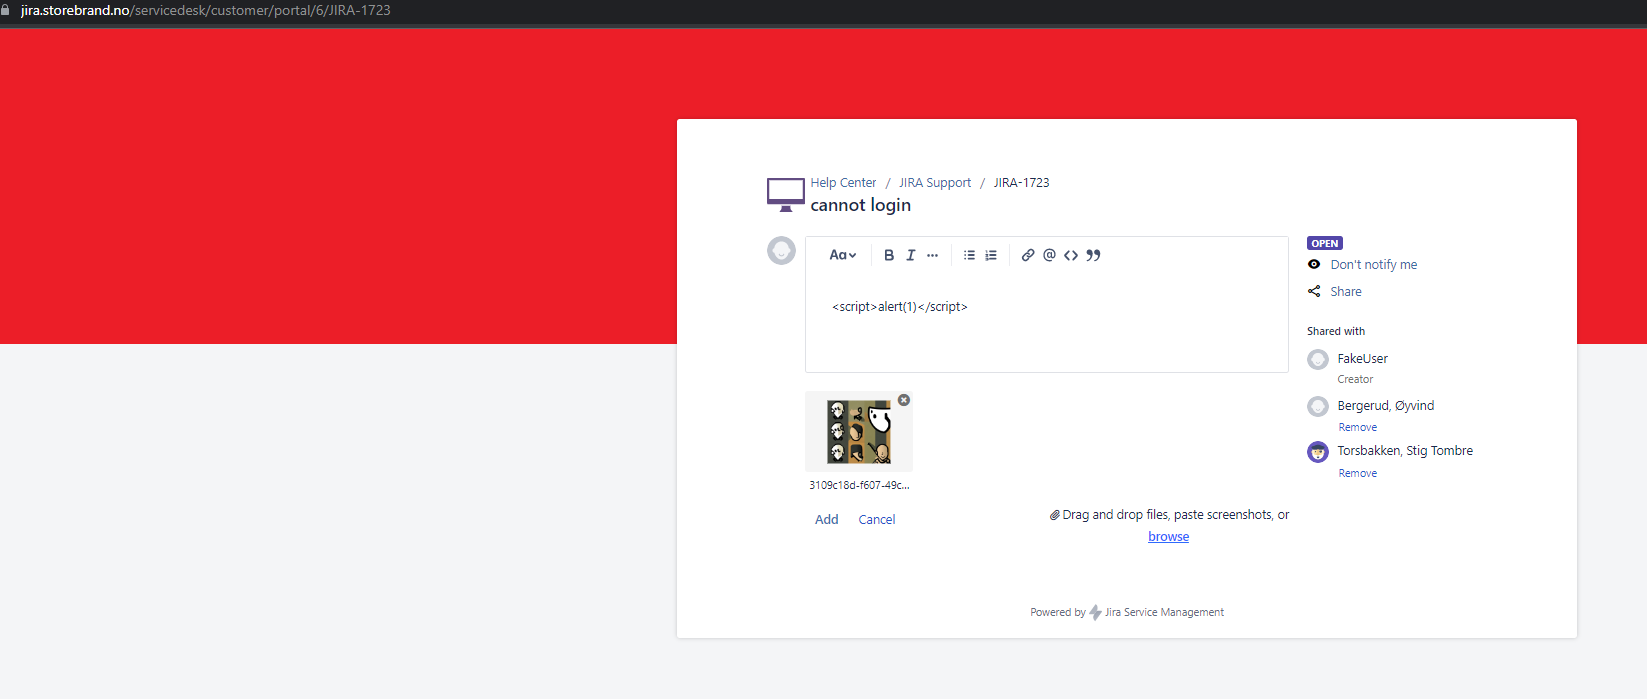 jira.storebrand.no/servicedesk/customer/portal/6/JIRA-1723
Help Center / JIRA Support / JIRA-1723
cannot login
Aa B I ...
<script>alert(1)</script>
3109c18d-f607-49c...
Add Cancel
Drag and drop files, paste screenshots, or
browse
OPEN
Don't notify me
Share
Shared with
FakeUser
Creator
Bergerud, Øyvind
Remove
Torsbakken, Stig Tombre
Remove
Powered by Jira Service Management